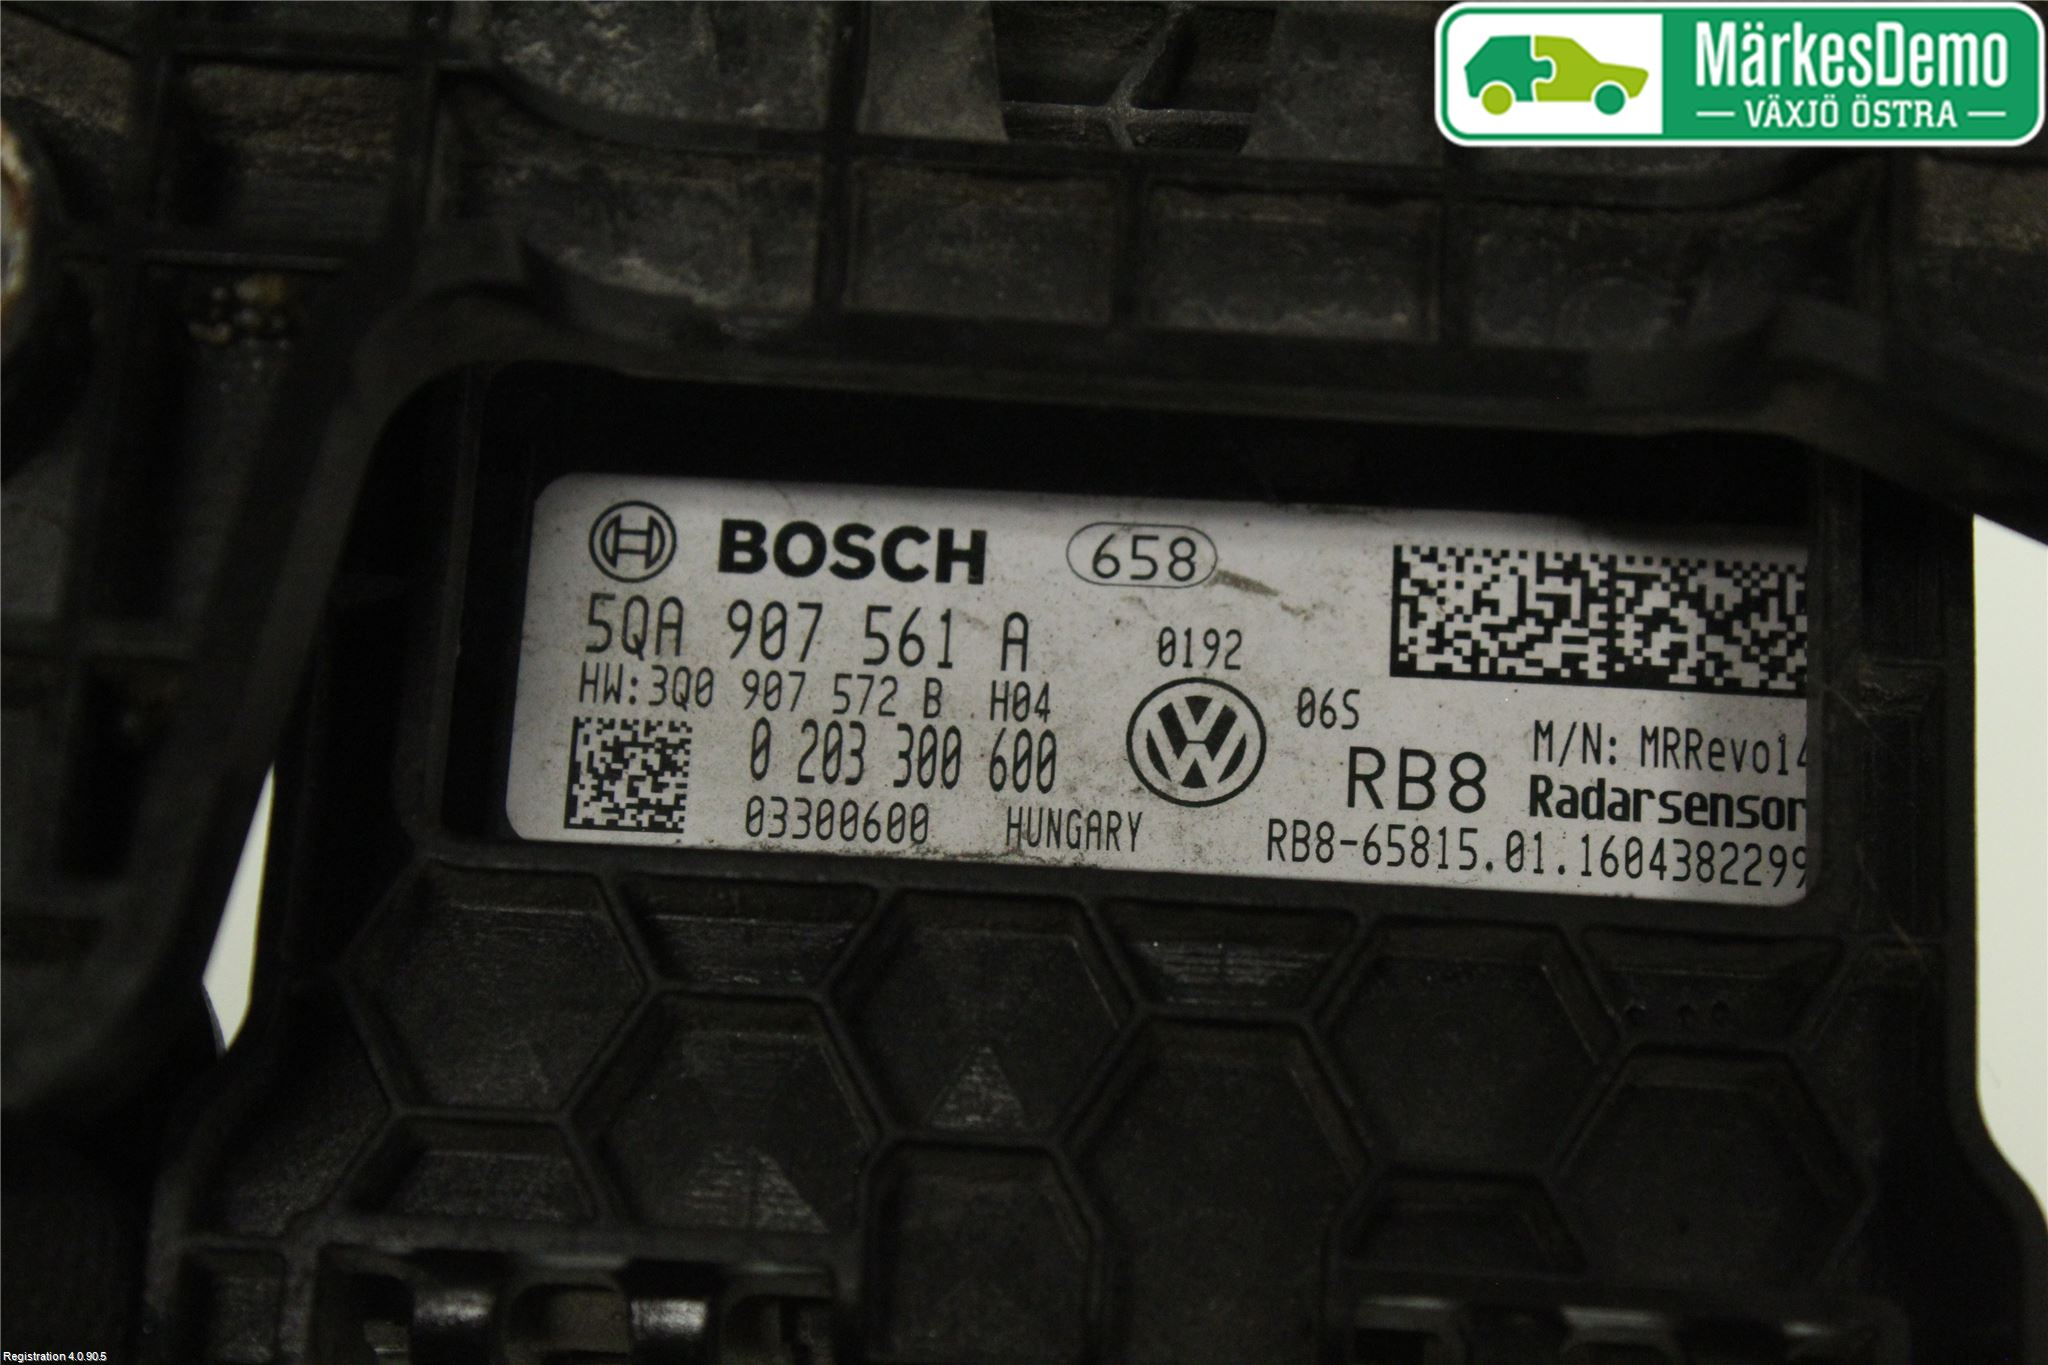 MärkesDemo
VÄXJÖ ÖSTRA
BOSCH 658
5QA 907 561 A 0192
HW:3Q0 907 572 B H04 06S
0 203 300 600 RB8 M/N: MRRevo14
03300600 HUNGARY Radarsensor
RB8-65815.01.1604382299
Registration 4.0.90.5